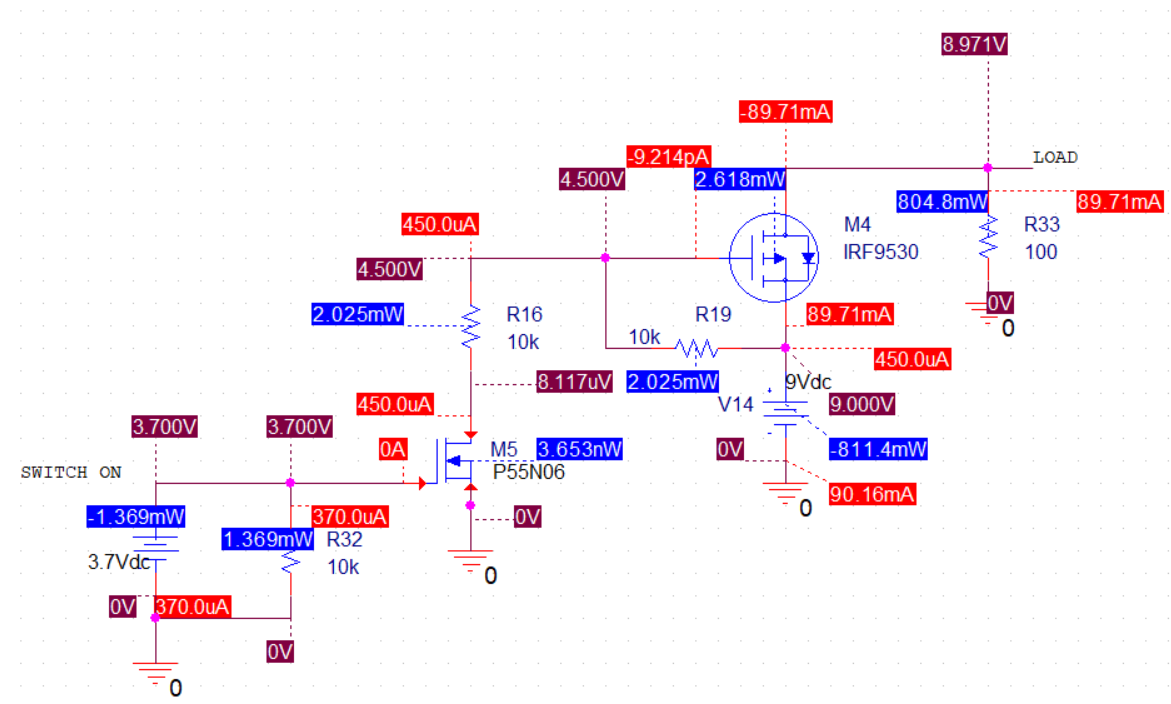 8.971V
-89.71mA
-9.214pA
LOAD
4.500V
2.618mW
804.8mW
89.71mA
450.0uA
M4
IRF9530
R33
100
4.500V
0V
0
2.025mW
R16
10k
R19
10k
89.71mA
450.0uA
8.117uV
2.025mW
9Vdc
V14
9.000V
450.0uA
3.700V
3.700V
0A
M5
P55N06
3.653nW
0V
-811.4mW
SWITCH ON
90.16mA
0
-1.369mW
370.0uA
0V
1.369mW
R32
10k
3.7Vdc
0
0V
370.0uA
0V
0